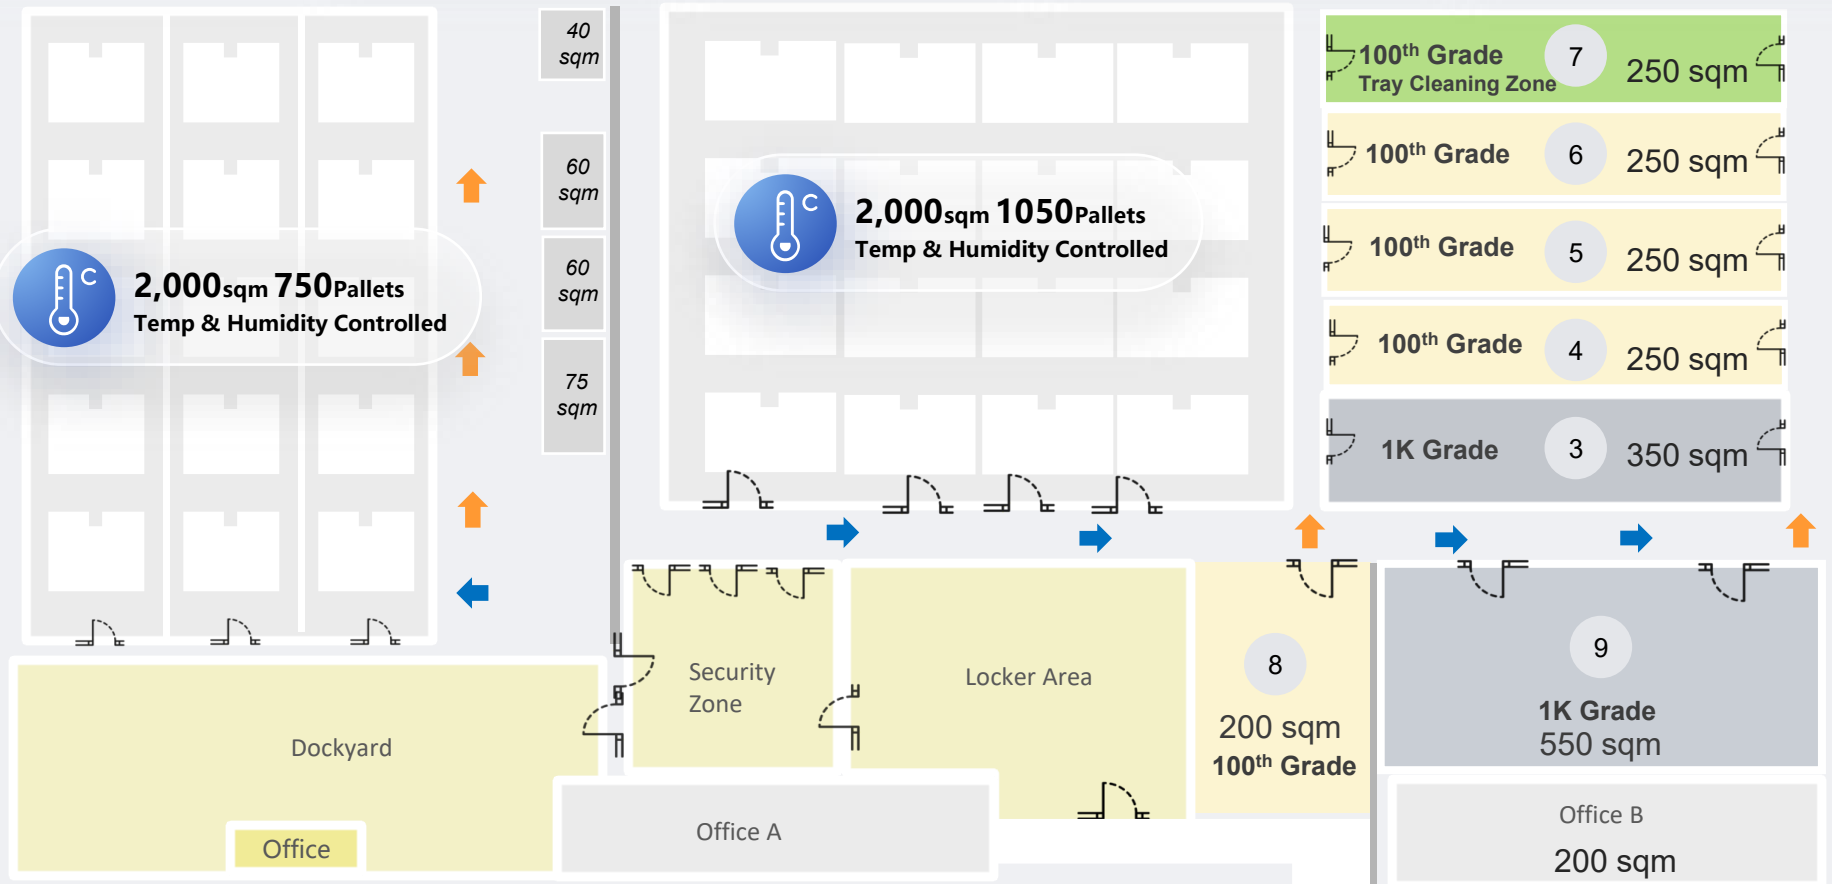 40
sqm
60
sqm
60
sqm
75
sqm
C
2,000sqm 750Pallets
Temp & Humidity Controlled
C
2,000sqm 1050Pallets
Temp & Humidity Controlled
100th Grade
Tray Cleaning Zone
7
250 sqm
100th Grade
6
250 sqm
100th Grade
5
250 sqm
100th Grade
4
250 sqm
1K Grade
3
350 sqm
Security
Zone
Locker Area
8
200 sqm
100th Grade
9
1K Grade
550 sqm
Dockyard
Office
Office A
Office B
200 sqm